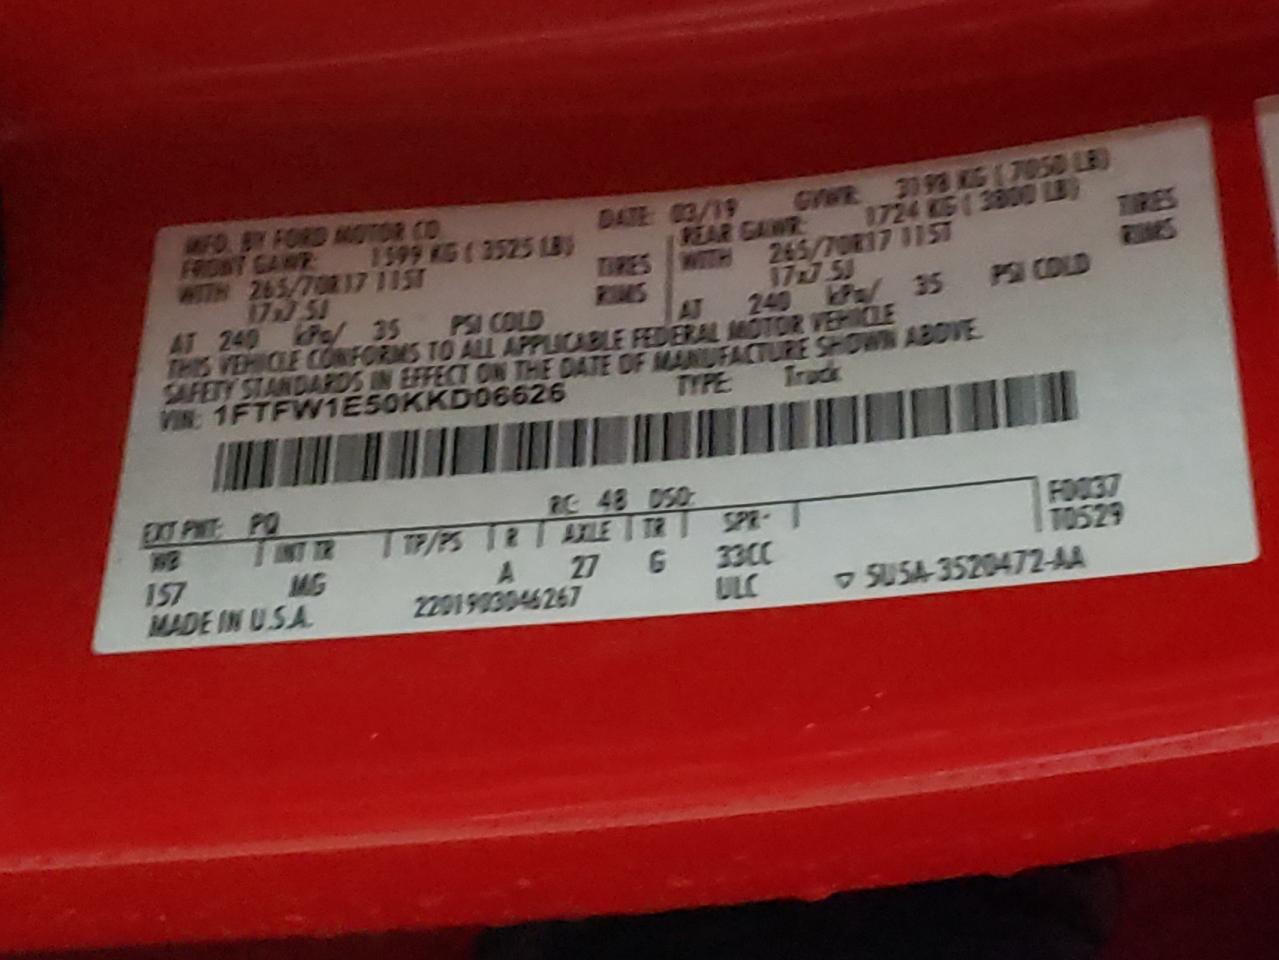 MFD. BY FORD MOTOR CO. DATE: 03/19 GVWR: 3198 KG ( 7050 LB)
FRONT GAWR: 1599 KG ( 3525 LB) REAR GAWR: 1724 KG ( 3800 LB)
WITH 265/70R17 115T TIRES WITH 265/70R17 115T TIRES
17x7.5J RIMS 17x7.5J RIMS
AT 240 kPa/ 35 PSI COLD AT 240 kPa/ 35 PSI COLD
THIS VEHICLE CONFORMS TO ALL APPLICABLE FEDERAL MOTOR VEHICLE
SAFETY STANDARDS IN EFFECT ON THE DATE OF MANUFACTURE SHOWN ABOVE.
VIN: 1FTFW1E50KKD06626 TYPE: Truck
EXT PNT: PQ RC: 48 DSO: F0037
WB INT TR TP/PS R AXLE TR SPR- T0529
157 MG A 27 G 33CC
MADE IN U.S.A. 2201903046267 ULC ▽ 5U5A-3520472-AA